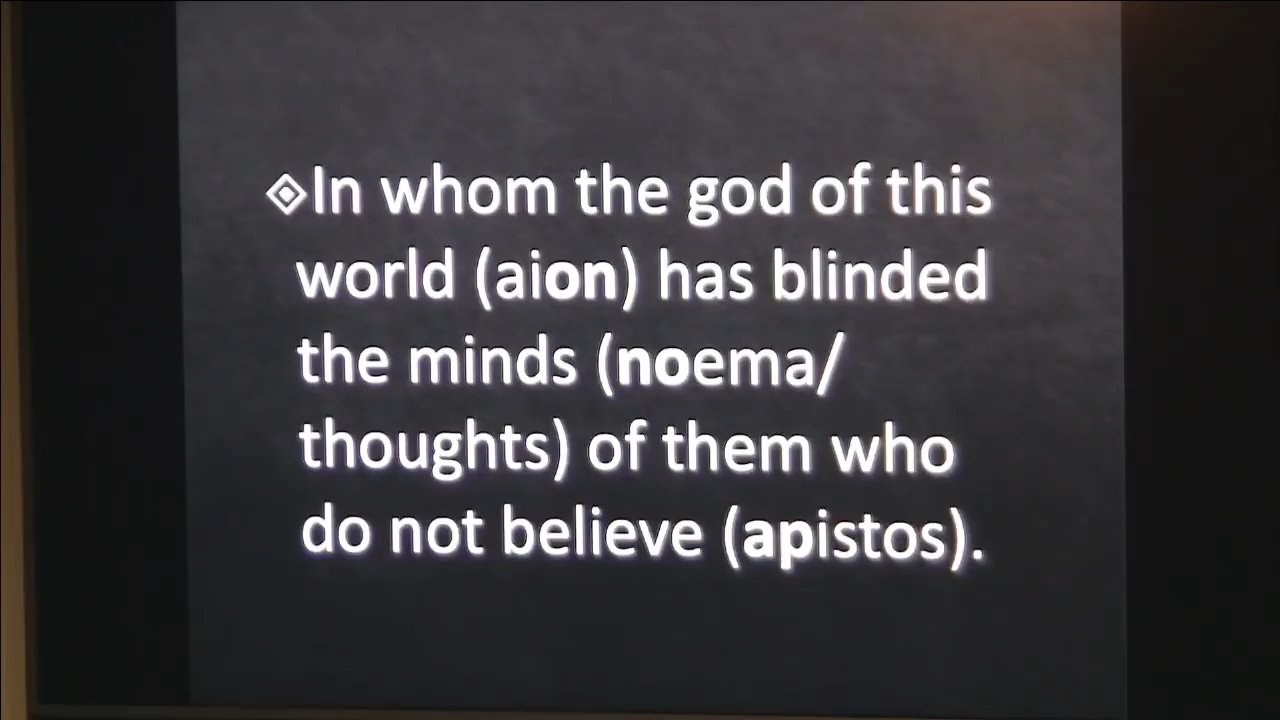 In whom the god of this
world (aion) has blinded
the minds (noema/
thoughts) of them who
do not believe (apistos).